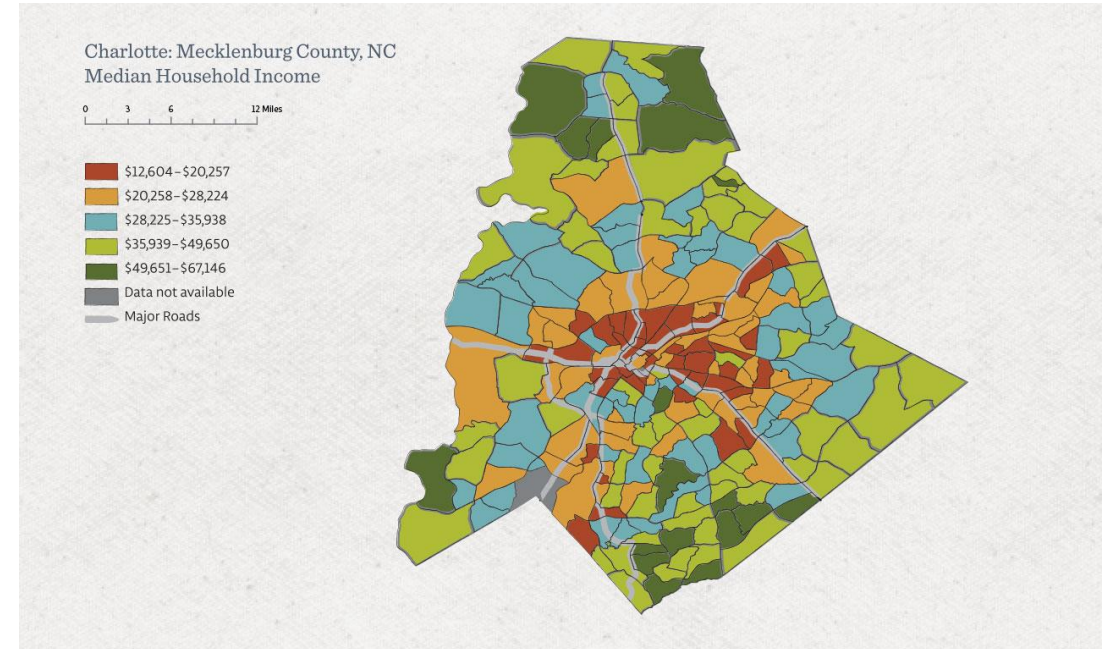 Charlotte: Mecklenburg County, NC
Median Household Income
0 3 6 12 Miles
$12,604–$20,257
$20,258–$28,224
$28,225–$35,938
$35,939–$49,650
$49,651–$67,146
Data not available
Major Roads